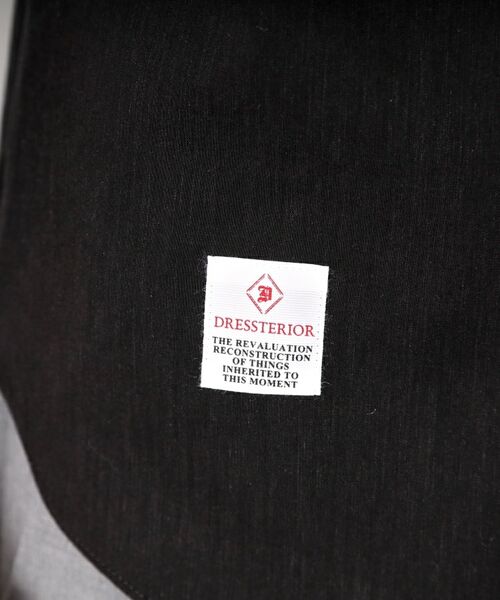 DRESSTERIOR
THE REVALUATION
RECONSTRUCTION
OF THINGS
INHERITED TO
THIS MOMENT